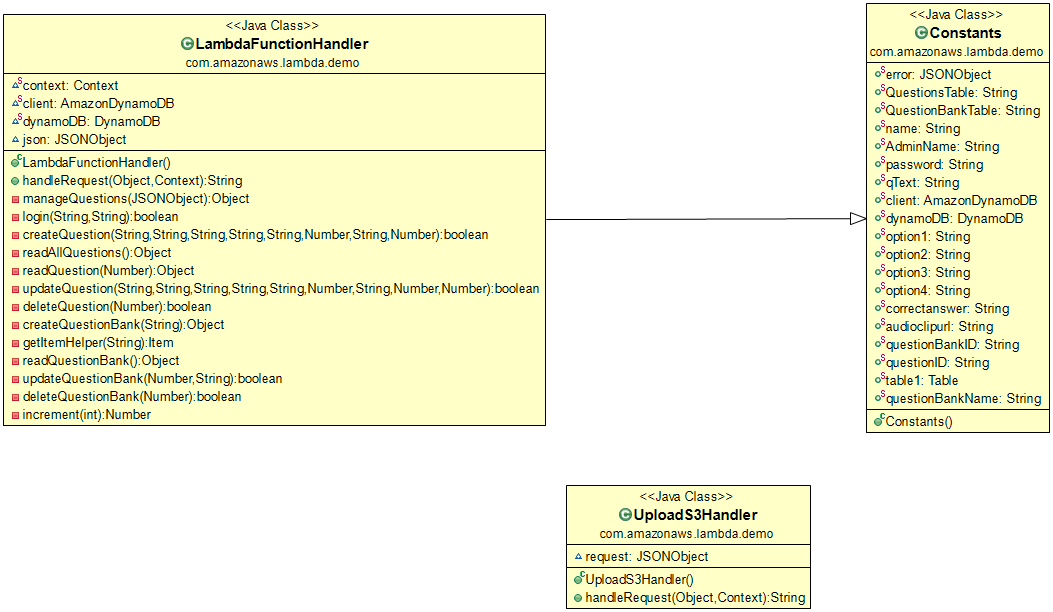 <<Java Class>>
LambdaFunctionHandler
com.amazonaws.lambda.demo
context: Context
client: AmazonDynamoDB
dynamoDB: DynamoDB
json: JSONObject
LambdaFunctionHandler()
handleRequest(Object,Context):String
manageQuestions(JSONObject):Object
login(String,String):boolean
createQuestion(String,String,String,String,String,Number,String,Number):boolean
readAllQuestions():Object
readQuestion(Number):Object
updateQuestion(String,String,String,String,String,Number,String,Number,Number):boolean
deleteQuestion(Number):boolean
createQuestionBank(String):Object
getItemHelper(String):Item
readQuestionBank():Object
updateQuestionBank(Number,String):boolean
deleteQuestionBank(Number):boolean
increment(int):Number
<<Java Class>>
Constants
com.amazonaws.lambda.demo
error: JSONObject
QuestionsTable: String
QuestionBankTable: String
name: String
AdminName: String
password: String
qText: String
client: AmazonDynamoDB
dynamoDB: DynamoDB
option1: String
option2: String
option3: String
option4: String
correctanswer: String
audioclipurl: String
questionBankID: String
questionID: String
table1: Table
questionBankName: String
Constants()
<<Java Class>>
UploadS3Handler
com.amazonaws.lambda.demo
request: JSONObject
UploadS3Handler()
handleRequest(Object,Context):String